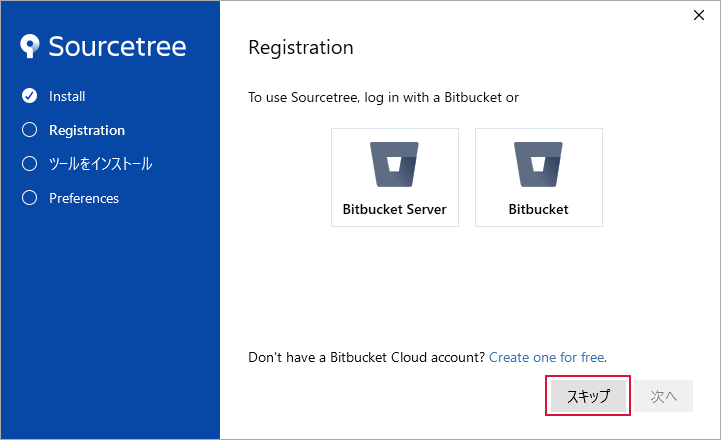 Sourcetree
Install
Registration
ツールをインストール
Preferences
Registration
To use Sourcetree, log in with a Bitbucket or
Bitbucket Server
Bitbucket
Don't have a Bitbucket Cloud account? Create one for free.
スキップ
次へ